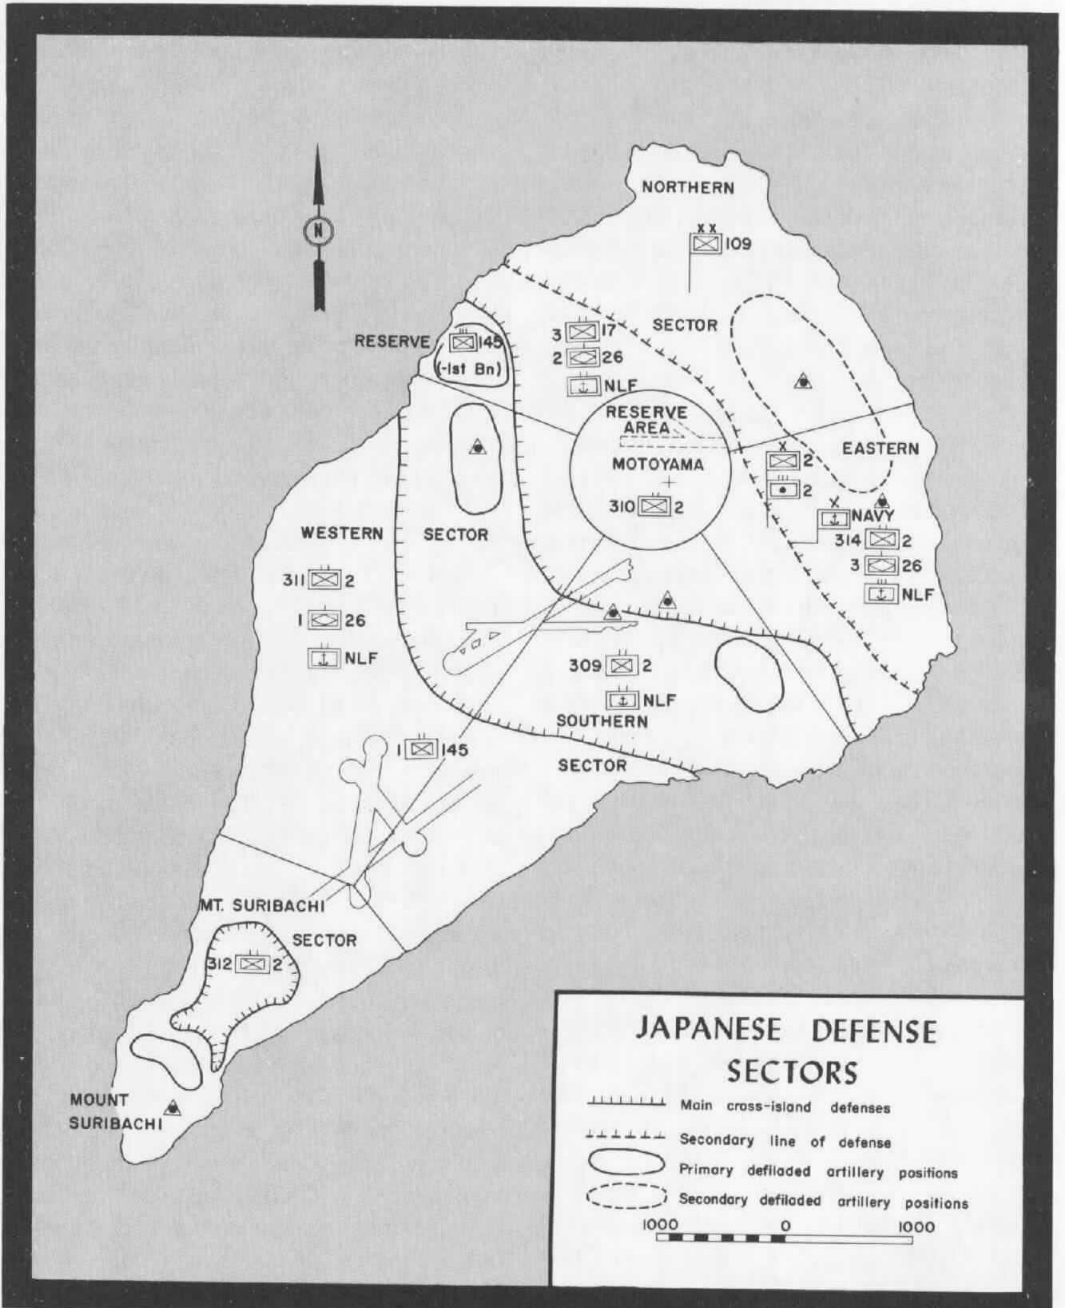 N
NORTHERN
XX
109
RESERVE
145
(-1st Bn)
3 17
2 26
NLF
SECTOR
RESERVE
AREA
MOTOYAMA
310 2
X
2
2
EASTERN
X
NAVY
314 2
3 26
NLF
WESTERN
SECTOR
311 2
1 26
NLF
309 2
NLF
SOUTHERN
SECTOR
1 145
MT. SURIBACHI
SECTOR
312 2
MOUNT
SURIBACHI
JAPANESE DEFENSE
SECTORS
Main cross-island defenses
Secondary line of defense
Primary defiladed artillery positions
Secondary defiladed artillery positions
1000 0 1000